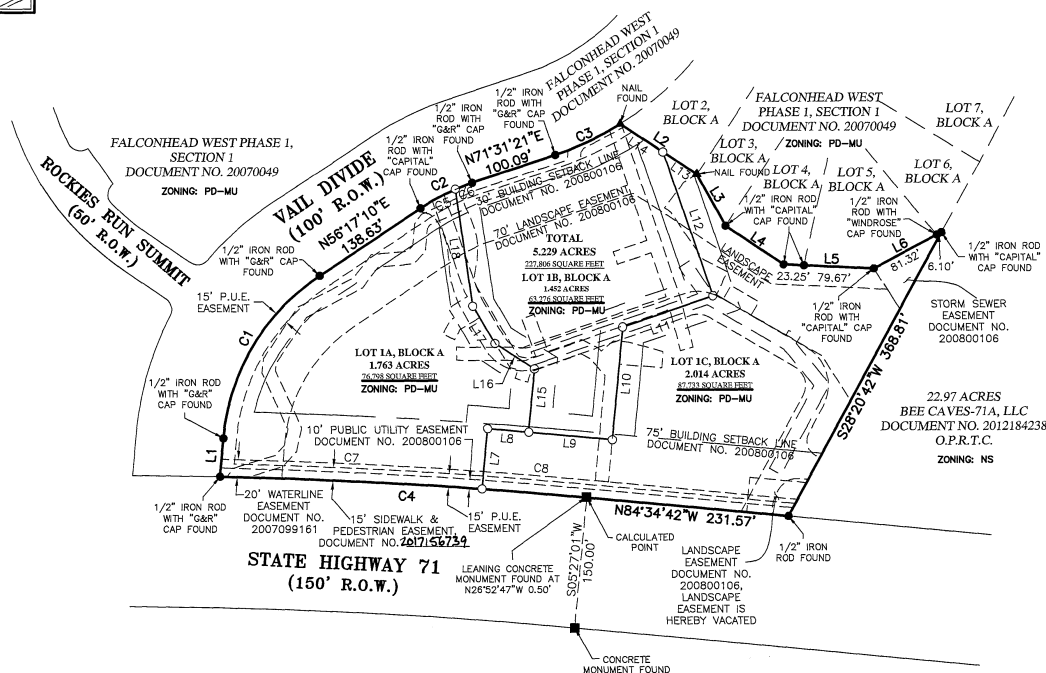 FALCONHEAD WEST
PHASE 1, SECTION 1
DOCUMENT NO. 20070049
1/2" IRON
ROD WITH
"G&R" CAP
FOUND
NAIL
FOUND
LOT 2,
BLOCK A
FALCONHEAD WEST
PHASE 1, SECTION 1
DOCUMENT NO. 20070049
ZONING: PD-MU
LOT 7,
BLOCK A
1/2" IRON
ROD WITH
"G&R" CAP
FOUND
1/2" IRON
ROD WITH
"CAPITAL"
CAP
FOUND
FALCONHEAD WEST PHASE 1,
SECTION 1
DOCUMENT NO. 20070049
ZONING: PD-MU
N71°31'21"E
100.09'
C3
L2
L14
L13
LOT 3,
BLOCK A
NAIL FOUND
LOT 4,
BLOCK A
LOT 5,
BLOCK A
LOT 6,
BLOCK A
VAIL DIVIDE
(100' R.O.W.)
ROCKIES RUN SUMMIT
(50' R.O.W.)
C2
C5
C6
30' BUILDING SETBACK LINE
DOCUMENT NO. 200800106
70' LANDSCAPE EASEMENT
DOCUMENT NO. 200800106
L12
L3
1/2" IRON
ROD WITH
"CAPITAL"
CAP FOUND
1/2" IRON
ROD WITH
"WINDROSE"
CAP FOUND
N56°17'10"E
138.63'
1/2" IRON ROD
WITH "G&R" CAP
FOUND
L18
TOTAL
5.229 ACRES
227,806 SQUARE FEET
LOT 1B, BLOCK A
1.452 ACRES
63,276 SQUARE FEET
ZONING: PD-MU
LANDSCAPE
EASEMENT
L4
L5
23.25'
79.67'
L6
81.32'
6.10'
1/2" IRON ROD
WITH "CAPITAL"
CAP FOUND
15' P.U.E.
EASEMENT
C1
1/2" IRON
ROD WITH
"CAPITAL" CAP
FOUND
STORM SEWER
EASEMENT
DOCUMENT NO.
200800106
L17
L11
LOT 1A, BLOCK A
1.763 ACRES
76,798 SQUARE FEET
ZONING: PD-MU
L16
L15
L10
LOT 1C, BLOCK A
2.014 ACRES
87,733 SQUARE FEET
ZONING: PD-MU
S28°20'42"W 368.81'
22.97 ACRES
BEE CAVES-71A, LLC
DOCUMENT NO. 2012184238
O.P.R.T.C.
ZONING: NS
1/2" IRON ROD
WITH "G&R"
CAP FOUND
10' PUBLIC UTILITY EASEMENT
DOCUMENT NO. 200800106
L8
L9
75' BUILDING SETBACK LINE
DOCUMENT NO. 200800106
L1
C7
L7
C8
C4
N84°34'42"W 231.57'
1/2" IRON ROD
WITH "G&R"
CAP FOUND
20' WATERLINE
EASEMENT
DOCUMENT NO.
2007099161
15' SIDEWALK &
PEDESTRIAN EASEMENT,
DOCUMENT NO. 2017156739
15' P.U.E.
EASEMENT
CALCULATED
POINT
1/2" IRON
ROD FOUND
STATE HIGHWAY 71
(150' R.O.W.)
LEANING CONCRETE
MONUMENT FOUND AT
N26°52'47"W 0.50'
S05°27'01"W
150.00'
LANDSCAPE
EASEMENT
DOCUMENT NO.
200800106,
LANDSCAPE
EASEMENT IS
HEREBY VACATED
CONCRETE
MONUMENT FOUND